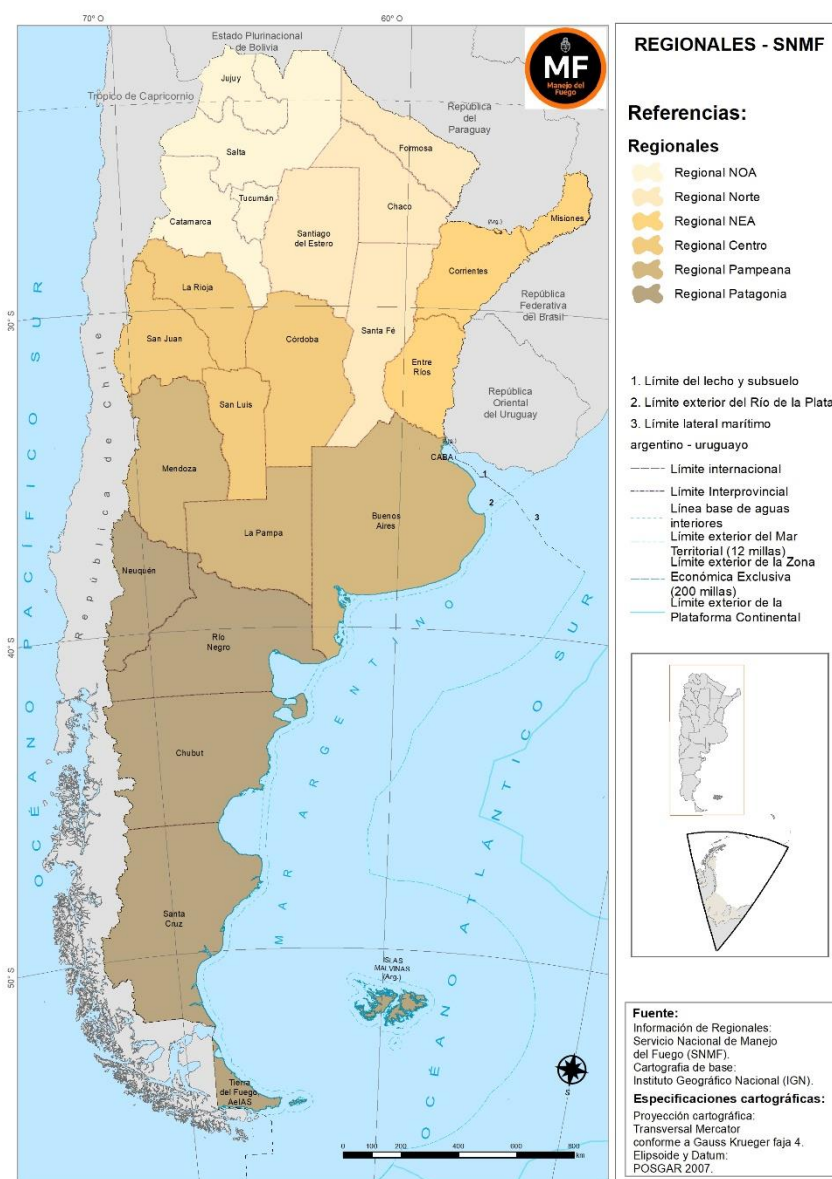 70° O
60° O
Estado Plurinacional
de Bolivia
MF
Manejo del
Fuego
Jujuy
Trópico de Capricornio
República
del
Paraguay
Formosa
Salta
Tucumán
Chaco
Catamarca
Santiago
del Estero
(Arg.)
Misiones
Corrientes
La Rioja
República
Federativa
del Brasil
30° S
San Juan
Córdoba
Santa Fé
Entre
Ríos
San Luis
República
Oriental
del Uruguay
(Arg.)
CABA
Mendoza
1
2
3
Buenos
Aires
La Pampa
Neuquén
Río
Negro
40° S
Chubut
Santa
Cruz
50° S
ISLAS
MALVINAS
(Arg.)
Tierra
del Fuego,
AeIAS
OCÉANO PACÍFICO SUR
República de Chile
MAR ARGENTINO
OCÉANO ATLÁNTICO SUR
S
0 100 200 400 600 800
km
REGIONALES - SNMF
Referencias:
Regionales
Regional NOA
Regional Norte
Regional NEA
Regional Centro
Regional Pampeana
Regional Patagonia
1. Límite del lecho y subsuelo
2. Límite exterior del Río de la Plata
3. Límite lateral marítimo
argentino - uruguayo
Límite internacional
Límite Interprovincial
Línea base de aguas
interiores
Límite exterior del Mar
Territorial (12 millas)
Límite exterior de la Zona
Económica Exclusiva
(200 millas)
Límite exterior de la
Plataforma Continental
Fuente:
Información de Regionales:
Servicio Nacional de Manejo
del Fuego (SNMF).
Cartografia de base:
Instituto Geográfico Nacional (IGN).
Especificaciones cartográficas:
Proyección cartográfica:
Transversal Mercator
conforme a Gauss Krueger faja 4.
Elipsoide y Datum:
POSGAR 2007.